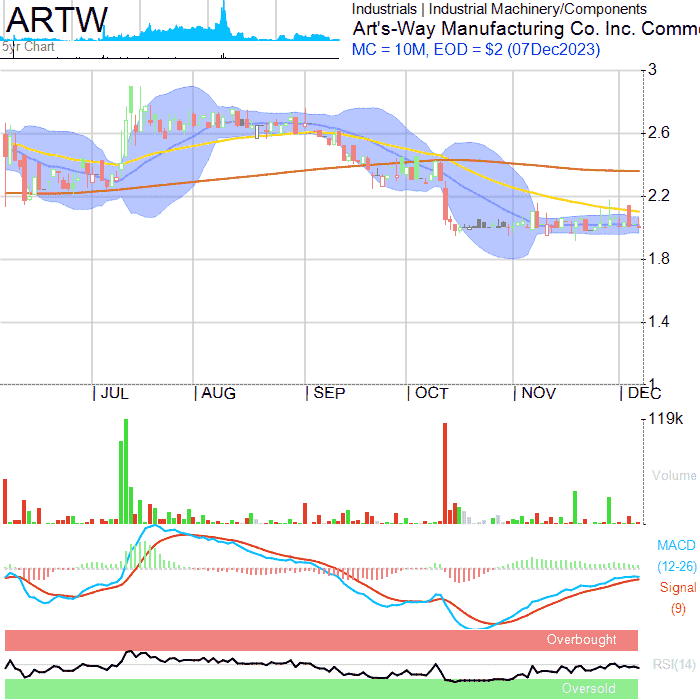 ARTW
5yr Chart
Industrials | Industrial Machinery/Components
Art's-Way Manufacturing Co. Inc. Comm
MC = 10M, EOD = $2 (07Dec2023)
3
2.6
2.2
1.8
1.4
1
JUL AUG SEP OCT NOV DEC
119k
Volume
MACD
(12-26)
Signal
(9)
Overbought
RSI(14)
Oversold